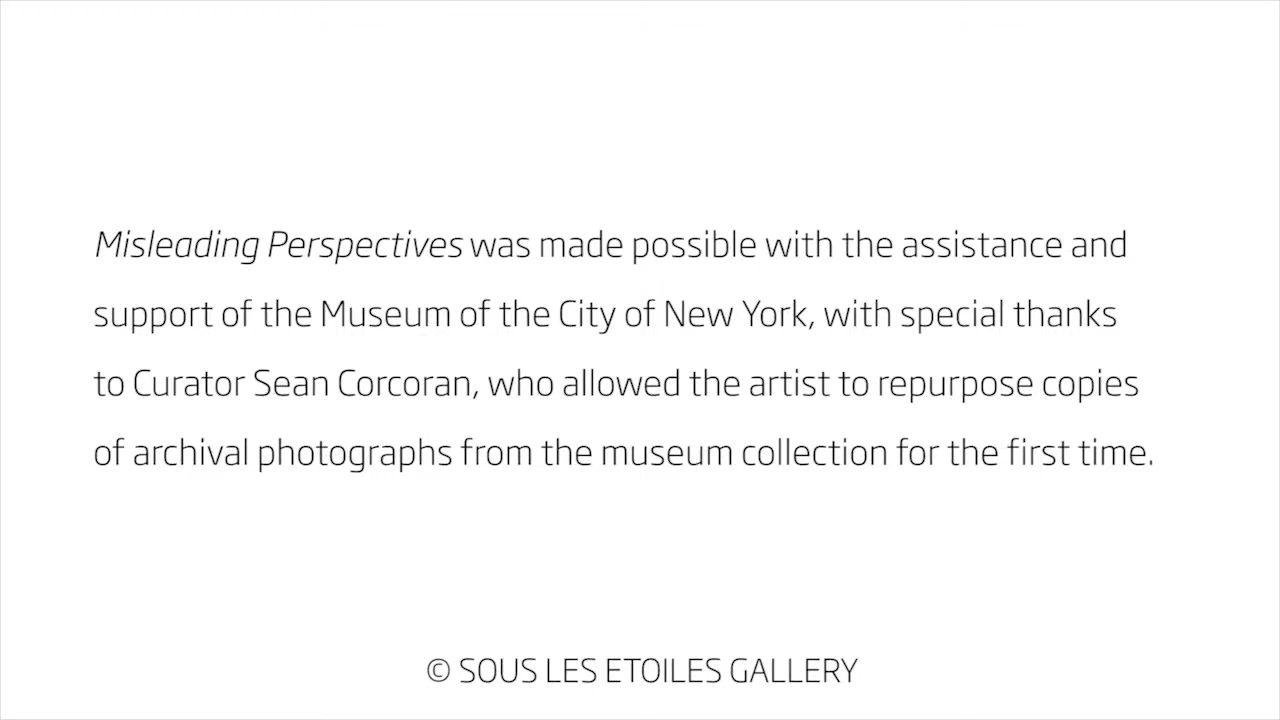 Misleading Perspectives was made possible with the assistance and
support of the Museum of the City of New York, with special thanks
to Curator Sean Corcoran, who allowed the artist to repurpose copies
of archival photographs from the museum collection for the first time.
© SOUS LES ETOILES GALLERY